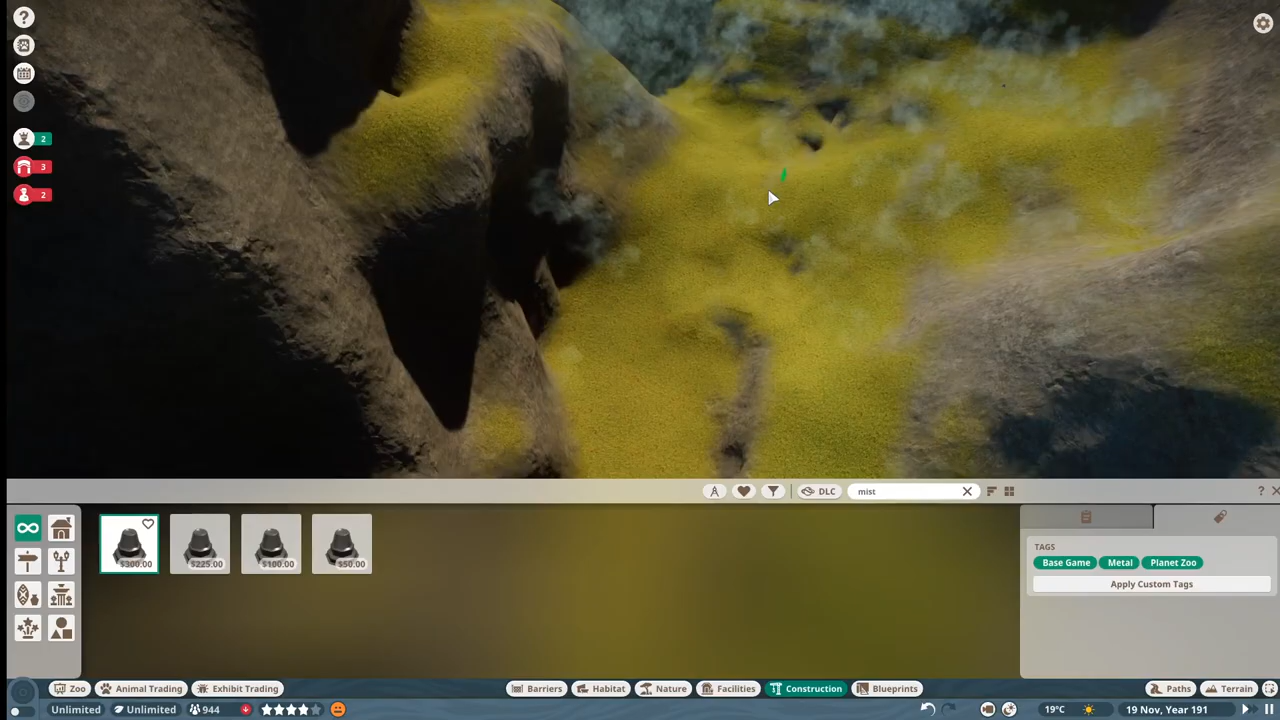 ?
2
3
2
DLC
mist
?
$300.00
$225.00
$100.00
$50.00
TAGS
Base Game
Metal
Planet Zoo
Apply Custom Tags
Zoo
Animal Trading
Exhibit Trading
Barriers
Habitat
Nature
Facilities
Construction
Blueprints
Paths
Terrain
Unlimited
Unlimited
944
19°C
19 Nov, Year 191